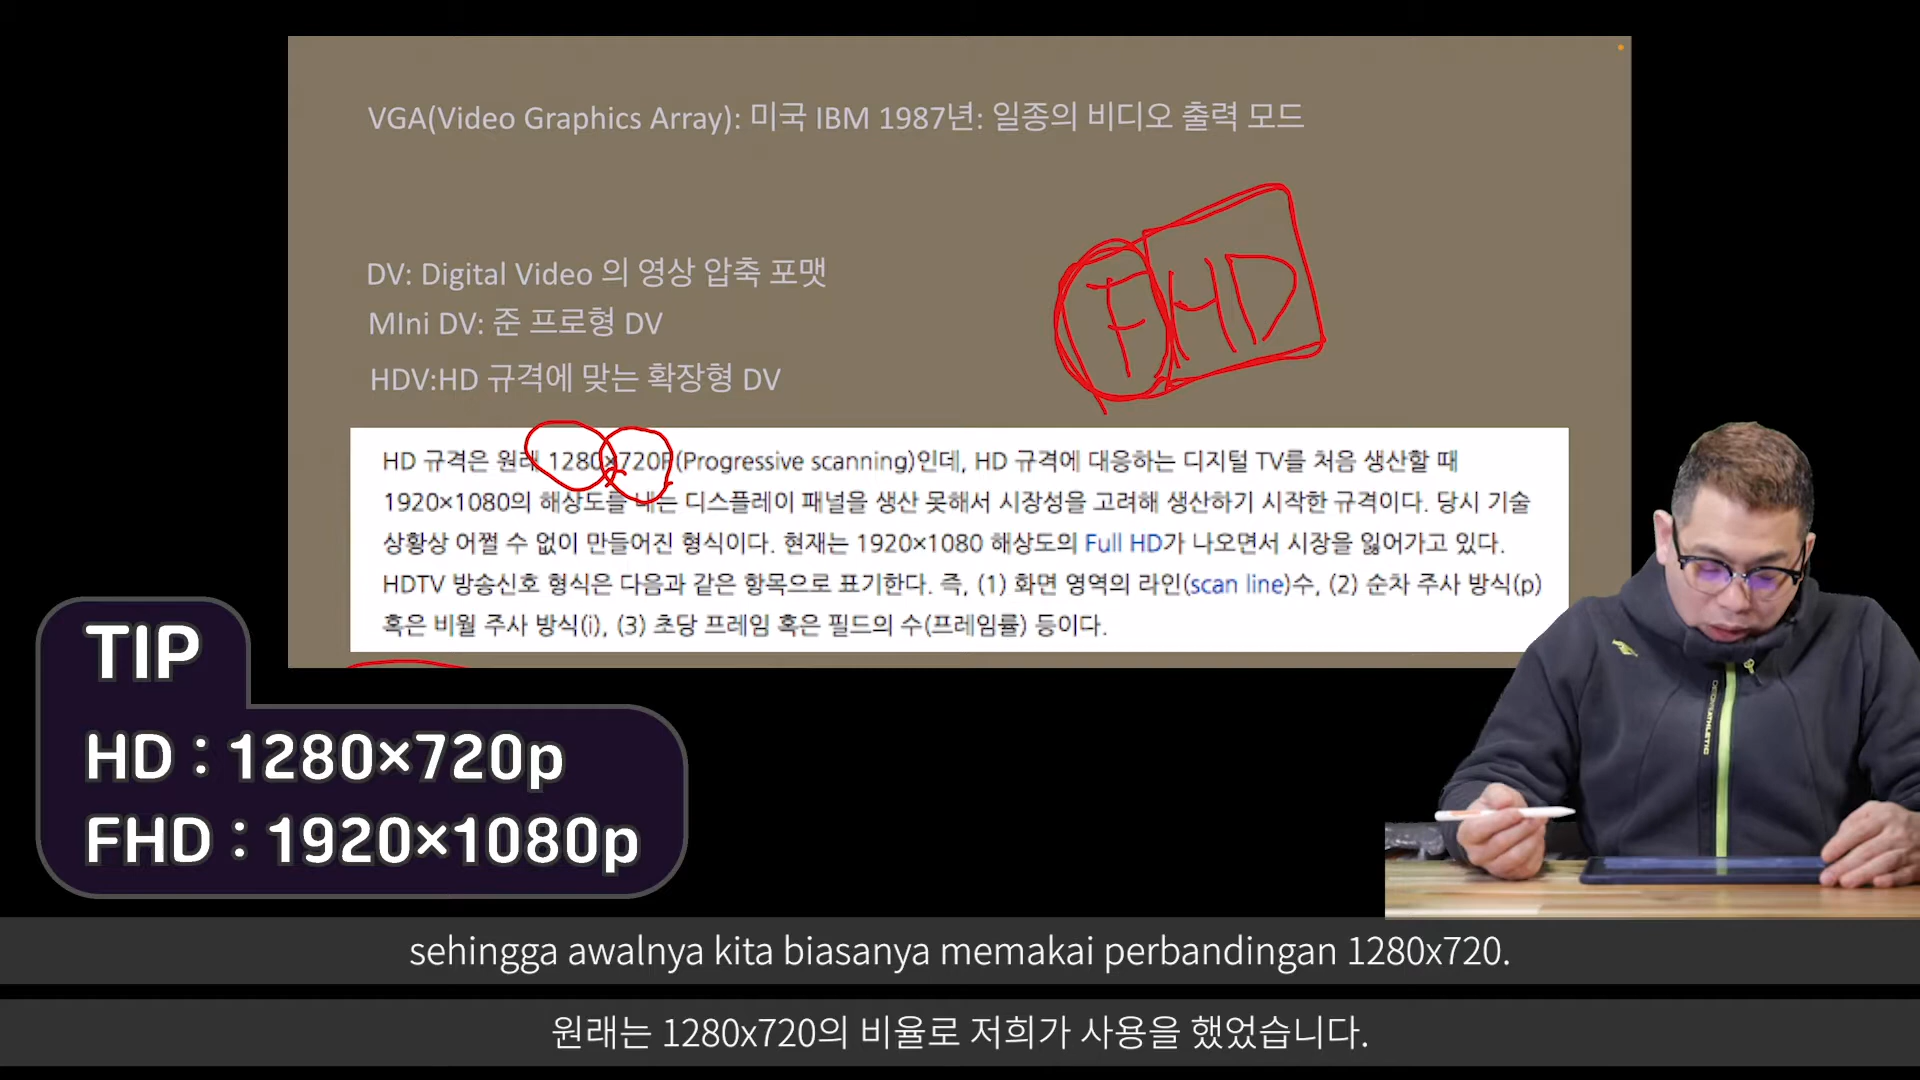 VGA(Video Graphics Array): 미국 IBM 1987년: 일종의 비디오 출력 모드
DV: Digital Video 의 영상 압축 포맷
MIni DV: 준 프로형 DV
HDV:HD 규격에 맞는 확장형 DV
FHD
HD 규격은 원래 1280×720P(Progressive scanning)인데, HD 규격에 대응하는 디지털 TV를 처음 생산할 때
1920×1080의 해상도를 내는 디스플레이 패널을 생산 못해서 시장성을 고려해 생산하기 시작한 규격이다. 당시 기술
상황상 어쩔 수 없이 만들어진 형식이다. 현재는 1920×1080 해상도의 Full HD가 나오면서 시장을 잃어가고 있다.
HDTV 방송신호 형식은 다음과 같은 항목으로 표기한다. 즉, (1) 화면 영역의 라인(scan line)수, (2) 순차 주사 방식(p)
혹은 비월 주사 방식(i), (3) 초당 프레임 혹은 필드의 수(프레임률) 등이다.
TIP
HD : 1280×720p
FHD : 1920×1080p
sehingga awalnya kita biasanya memakai perbandingan 1280x720.
원래는 1280x720의 비율로 저희가 사용을 했었습니다.